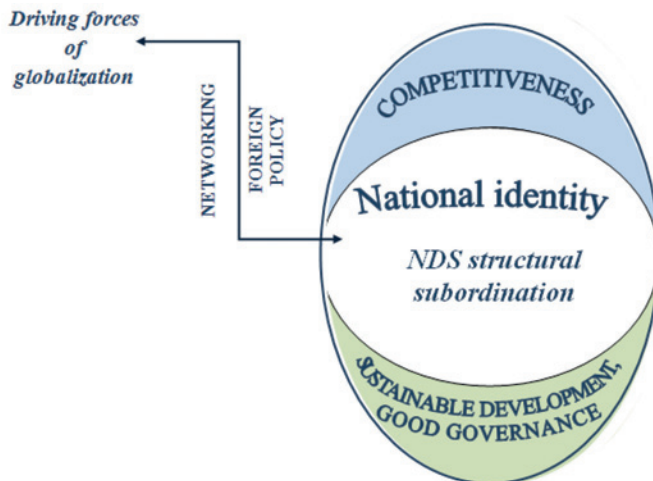 Driving forces
of
globalization
NETWORKING
FOREIGN
POLICY
COMPETITIVENESS
National identity
NDS structural
subordination
SUSTAINABLE DEVELOPMENT,
GOOD GOVERNANCE